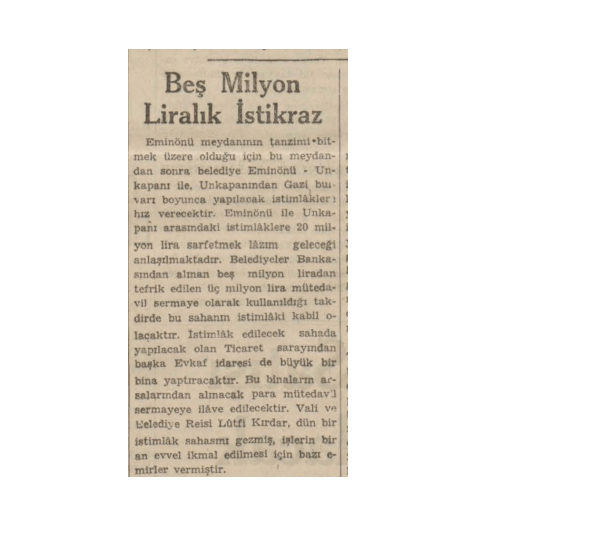 Beş Milyon
Liralık İstikraz
Eminönü meydanının tanzimi bit-
mek üzere olduğu için bu meydan-
dan sonra belediye Eminönü - Un-
kapanı ile, Unkapanından Gazi bul-
varı boyunca yapılacak istimlâklere
hız verecektir. Eminönü ile Unka-
panı arasındaki istimlâklere 20 mil-
yon lira sarfetmek lâzım geleceği
anlaşılmaktadır. Belediyeler Banka-
sından alınan beş milyon liradan
tefrik edilen üç milyon lira müteda-
vil sermaye olarak kullanıldığı tak-
dirde bu sahanın istimlâki kabil o-
lacaktır. İstimlâk edilecek sahada
yapılacak olan Ticaret sarayından
başka Evkaf idaresi de büyük bir
bina yaptıracaktır. Bu binaların ar-
salarından alınacak para mütedavil
sermayeye ilâve edilecektir. Vali ve
Belediye Reisi Lûtfi Kırdar, dün bir
istimlâk sahasını gezmiş, işlerin bir
an evvel ikmal edilmesi için bazı e-
mirler vermiştir.